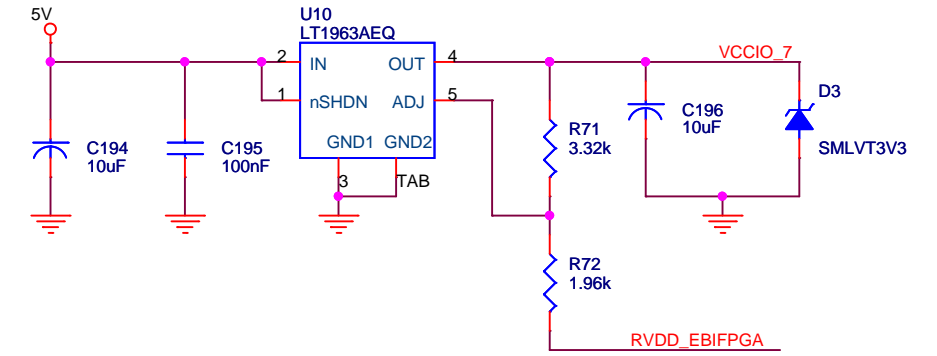 5V
U10
LT1963AEQ
2
IN
OUT
4
VCCIO_7
1
nSHDN
ADJ
5
GND1
GND2
3
TAB
C194
10uF
C195
100nF
R71
3.32k
C196
10uF
D3
SMLVT3V3
R72
1.96k
RVDD_EBIFPGA